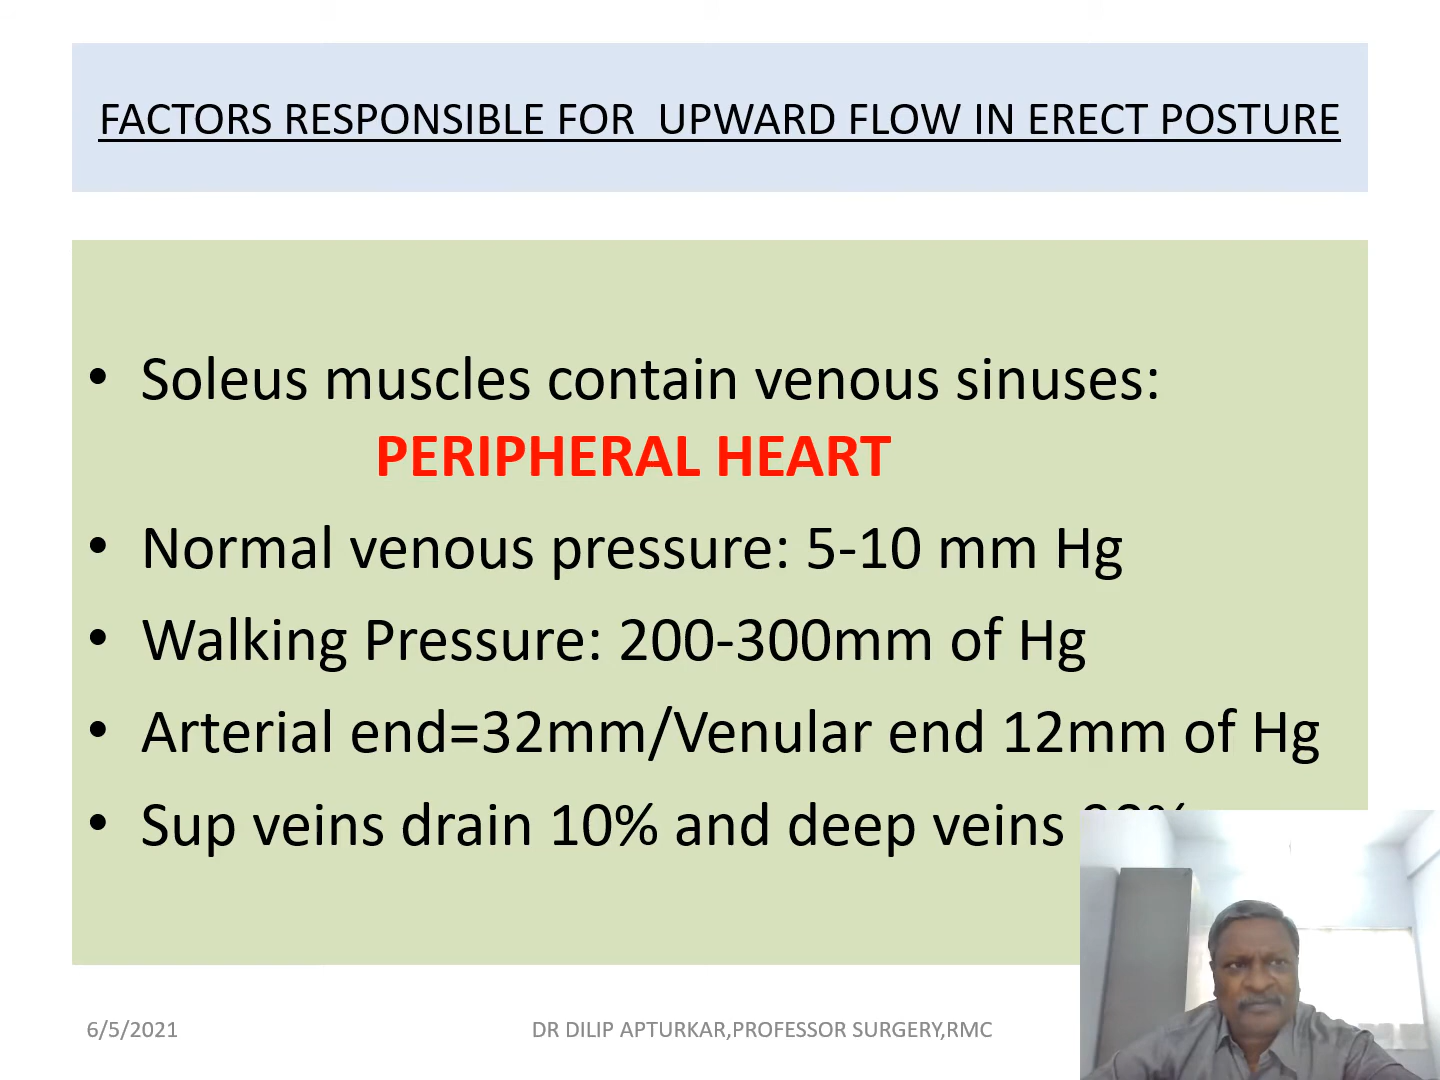 FACTORS RESPONSIBLE FOR UPWARD FLOW IN ERECT POSTURE
• Soleus muscles contain venous sinuses:
PERIPHERAL HEART
• Normal venous pressure: 5-10 mm Hg
• Walking Pressure: 200-300mm of Hg
• Arterial end=32mm/Venular end 12mm of Hg
• Sup veins drain 10% and deep veins
6/5/2021
DR DILIP APTURKAR,PROFESSOR SURGERY,RMC